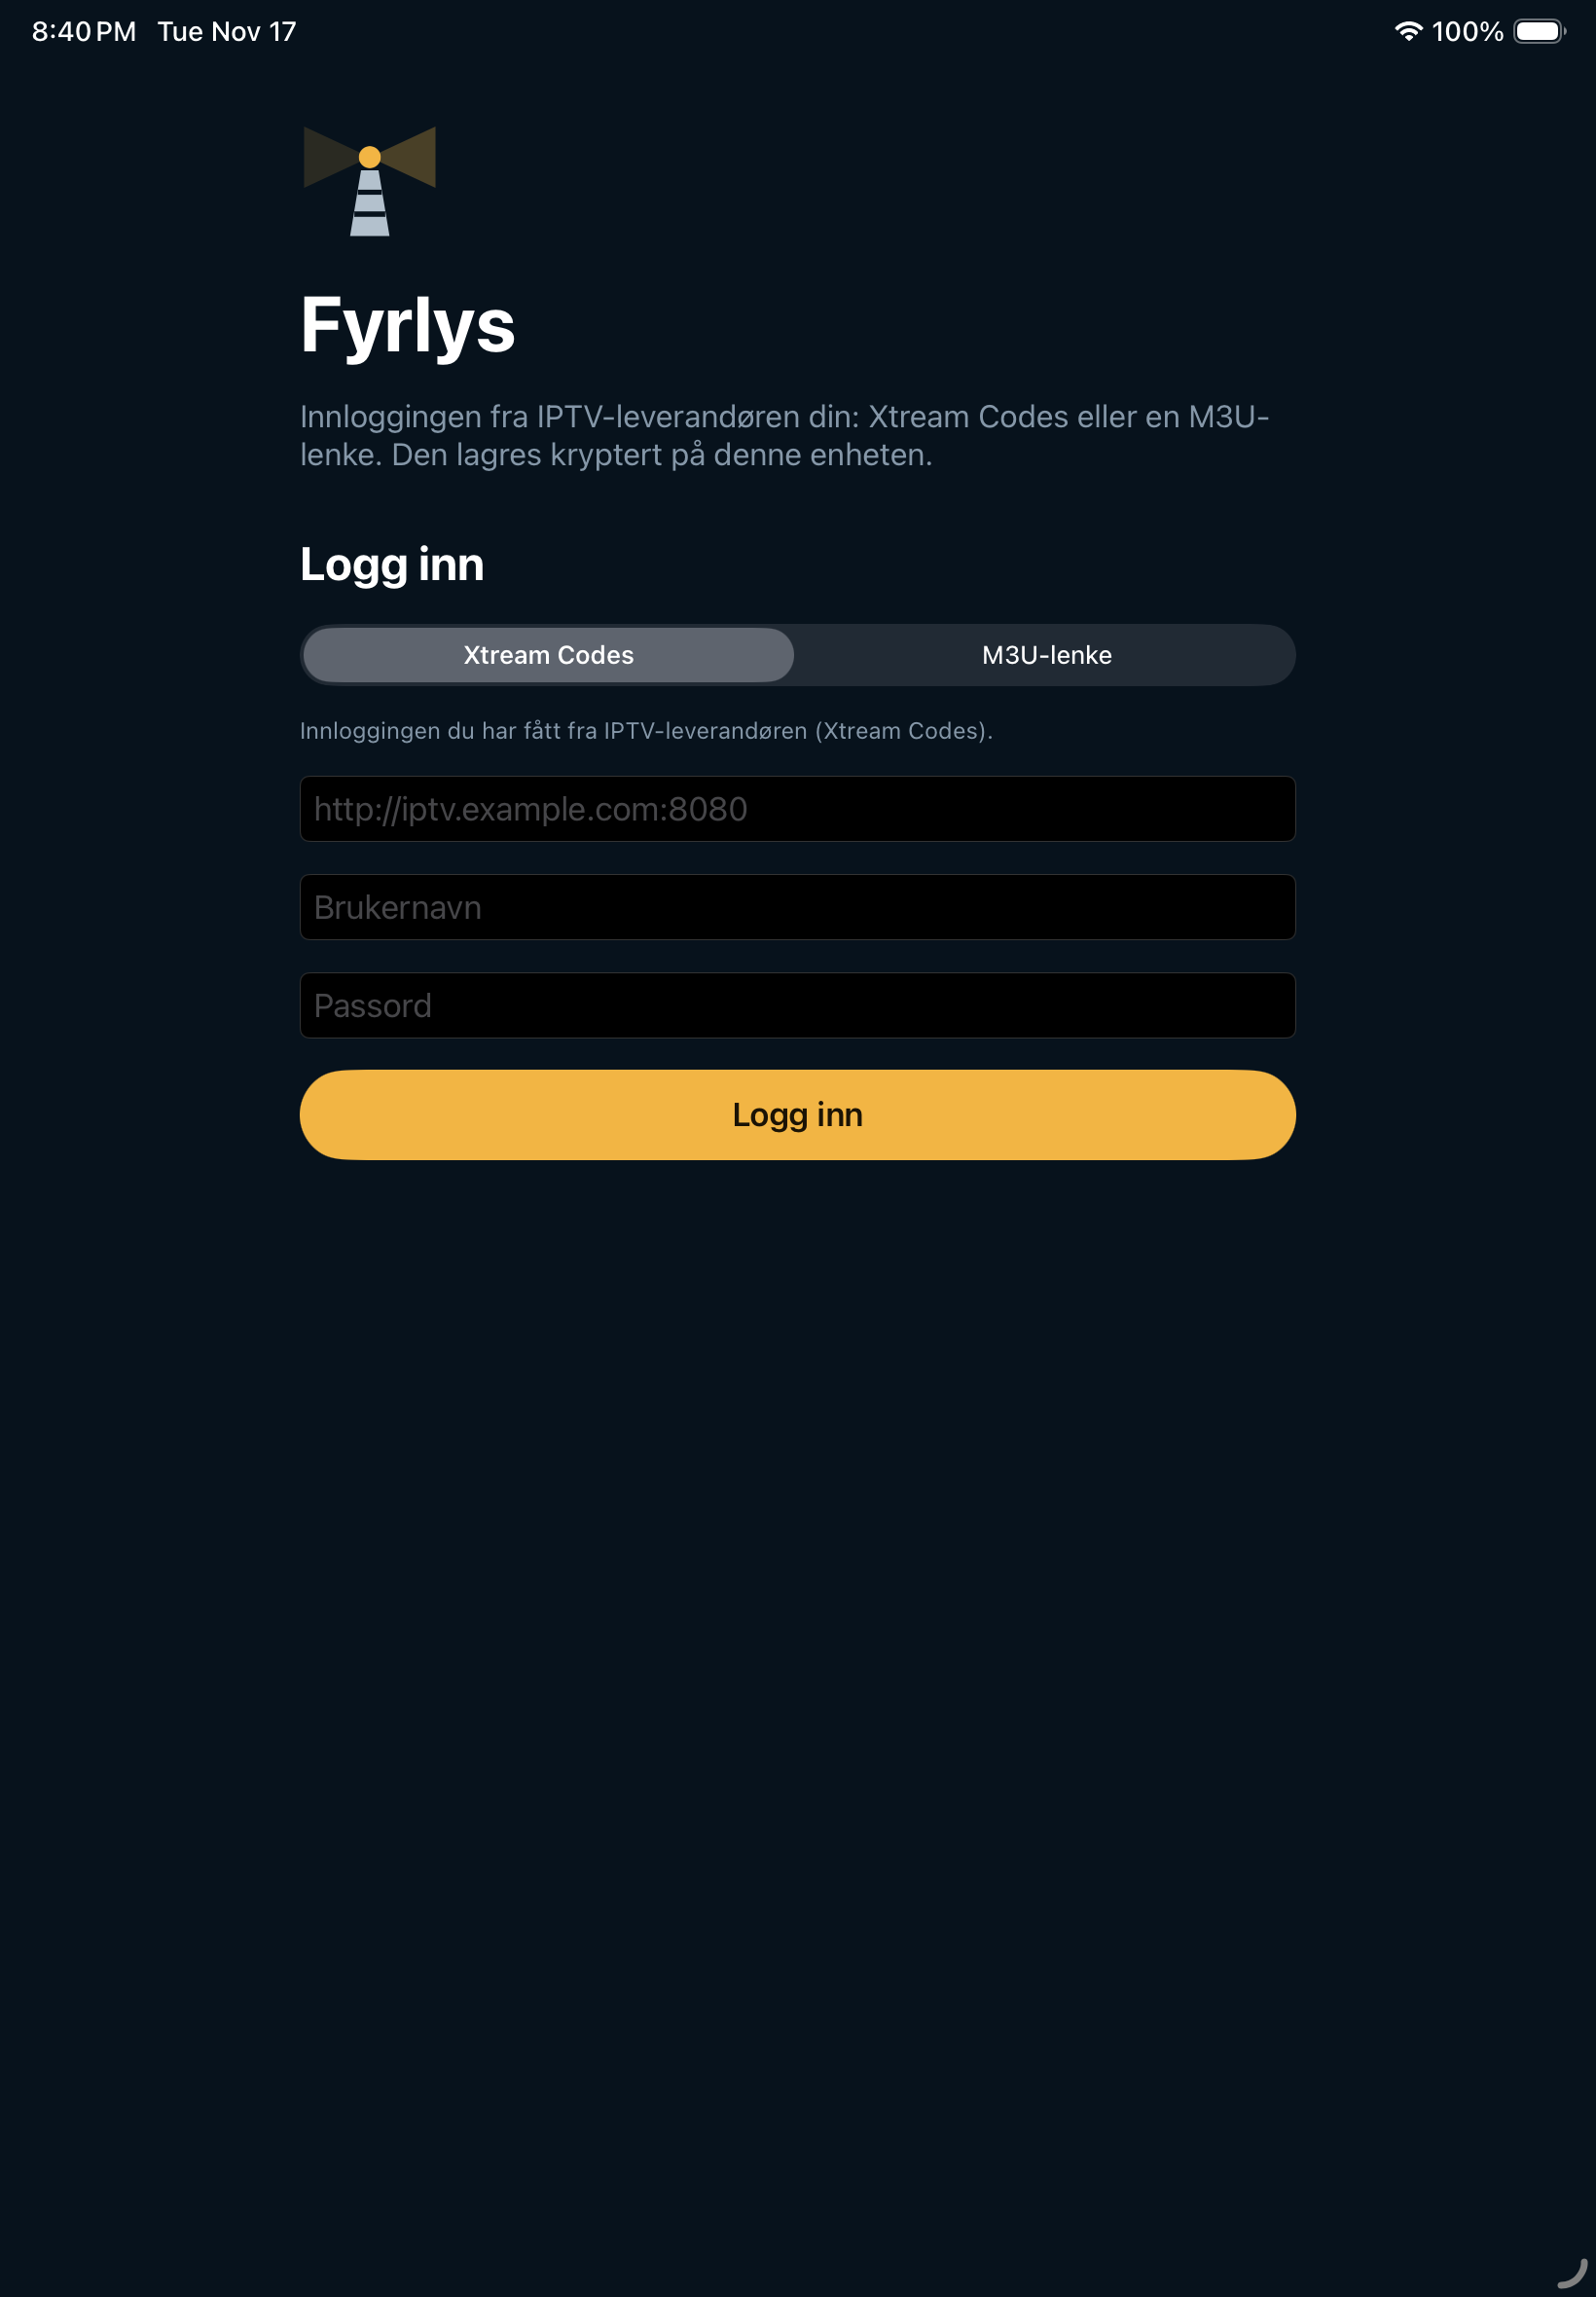 8:40 PM Tue Nov 17
100%
Fyrlys
Innloggingen fra IPTV-leverandøren din: Xtream Codes eller en M3U-
lenke. Den lagres kryptert på denne enheten.
Logg inn
Xtream Codes
M3U-lenke
Innloggingen du har fått fra IPTV-leverandøren (Xtream Codes).
http://iptv.example.com:8080
Brukernavn
Passord
Logg inn